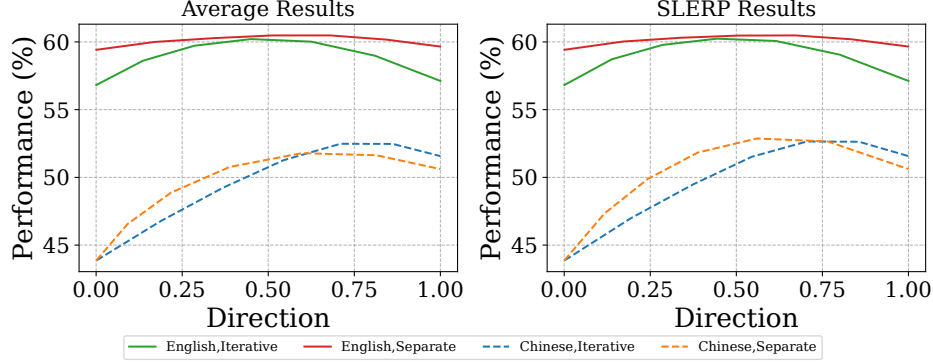 Average Results
Performance (%)
60
55
50
45
0.00 0.25 0.50 0.75 1.00
Direction
SLERP Results
Performance (%)
60
55
50
45
0.00 0.25 0.50 0.75 1.00
Direction
English,Iterative English,Separate Chinese,Iterative Chinese,Separate